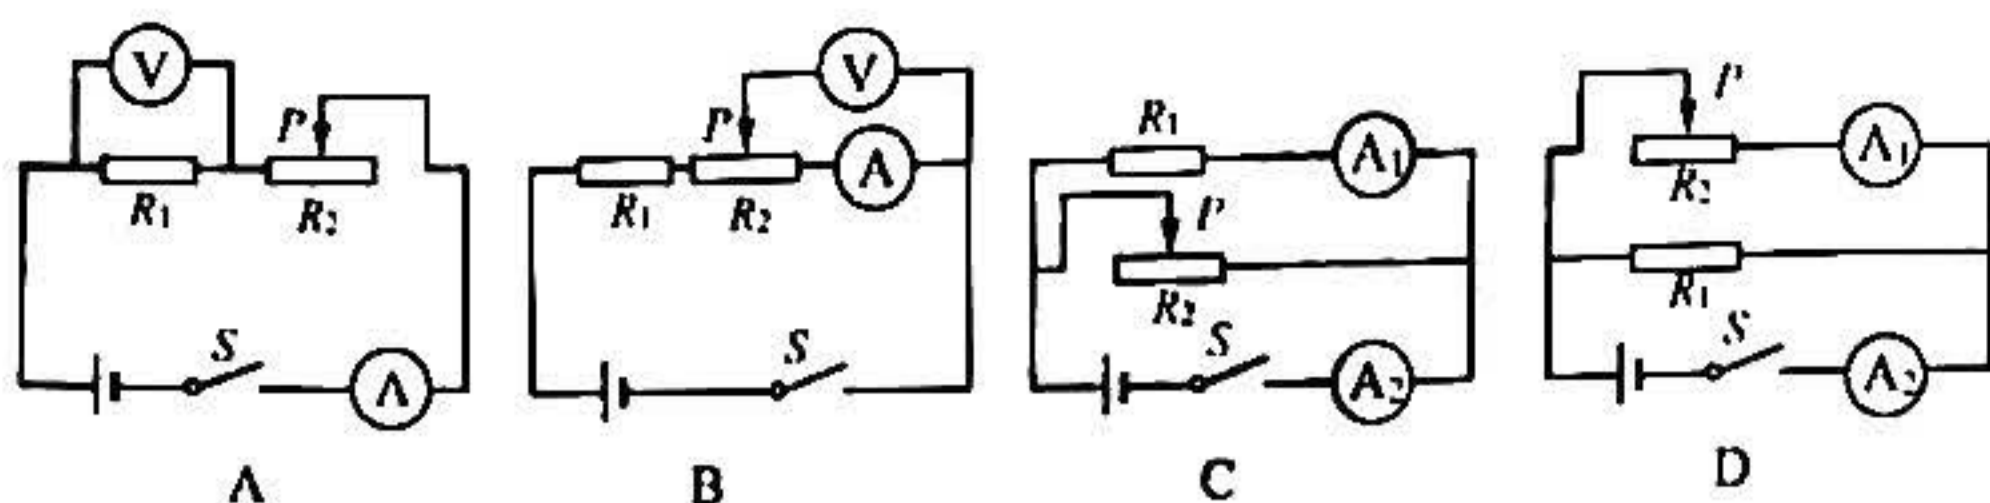 V P R1 R2 S A A
V P A R1 R2 S B
R1 A1 P R2 S A2 C
P A1 R2 R1 S A2 D